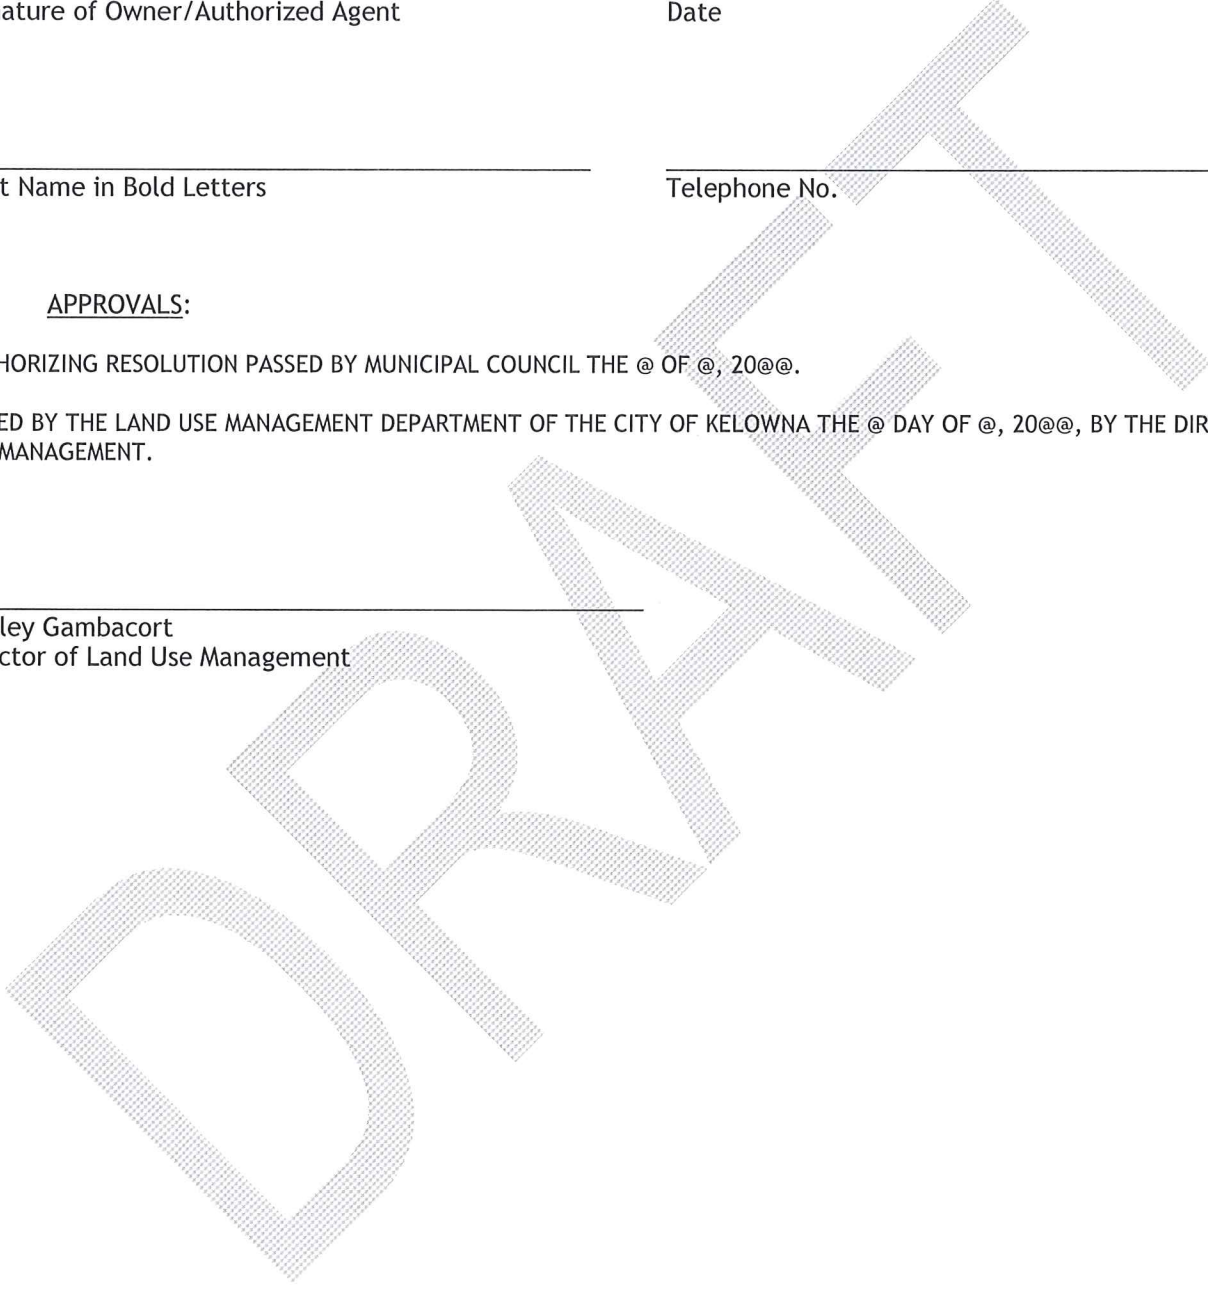 ature of Owner/Authorized Agent Date
t Name in Bold Letters Telephone No.
APPROVALS:
HORIZING RESOLUTION PASSED BY MUNICIPAL COUNCIL THE @ OF @, 20@@.
ED BY THE LAND USE MANAGEMENT DEPARTMENT OF THE CITY OF KELOWNA THE @ DAY OF @, 20@@, BY THE DIR
MANAGEMENT.
ley Gambacort
ctor of Land Use Management
DRAFT